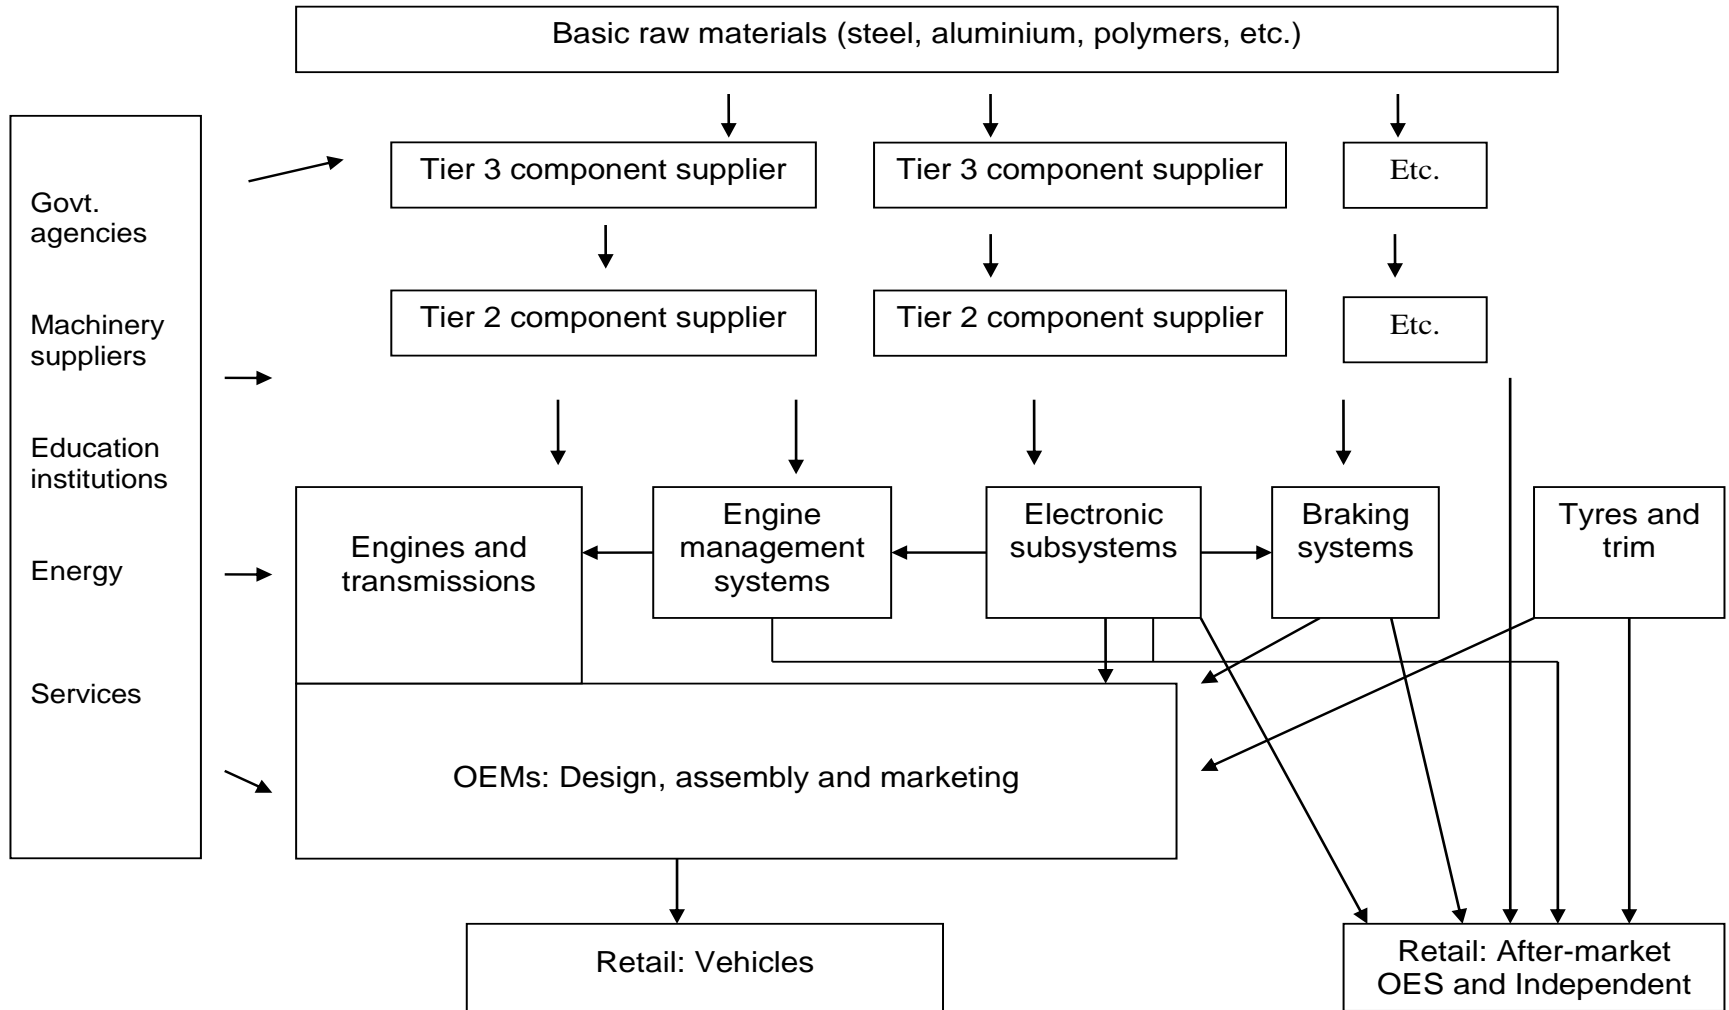 Basic raw materials (steel, aluminium, polymers, etc.)
Govt.
agencies
Machinery
suppliers
Education
institutions
Energy
Services
Tier 3 component supplier
Tier 3 component supplier
Etc.
Tier 2 component supplier
Tier 2 component supplier
Etc.
Engines and
transmissions
Engine
management
systems
Electronic
subsystems
Braking
systems
Tyres and
trim
OEMs: Design, assembly and marketing
Retail: Vehicles
Retail: After-market
OES and Independent